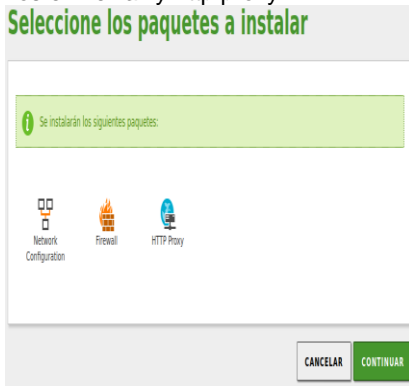 Seleccione los paquetes a instalar
i Se instalarán los siguientes paquetes:
Network Configuration
Firewall
HTTP Proxy
CANCELAR
CONTINUAR